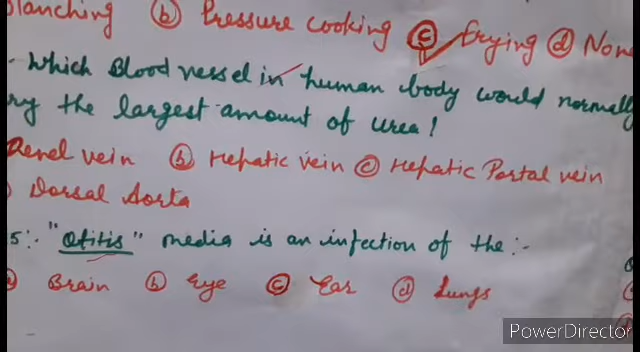 Blanching (b) Pressure cooking (c) Frying (d) None
Which Blood vessel in human body would normally
ry the largest amount of urea!
Renel vein (b) Hepatic vein (c) Hepatic Portal vein
) Dorsal Aorta
5:- "Otitis" media is an infection of the :-
Brain (b) Eye (c) Ear (d) Lungs
PowerDirector